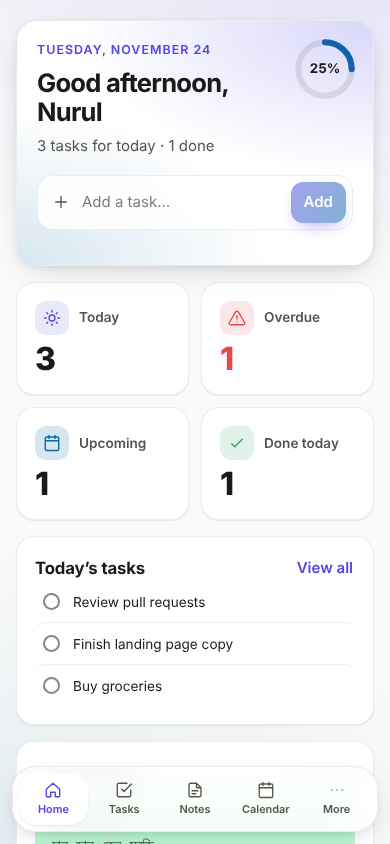 TUESDAY, NOVEMBER 24
25%
Good afternoon,
Nurul
3 tasks for today · 1 done
Add a task...
Add
Today
3
Overdue
1
Upcoming
1
Done today
1
Today's tasks
View all
Review pull requests
Finish landing page copy
Buy groceries
Home
Tasks
Notes
Calendar
More